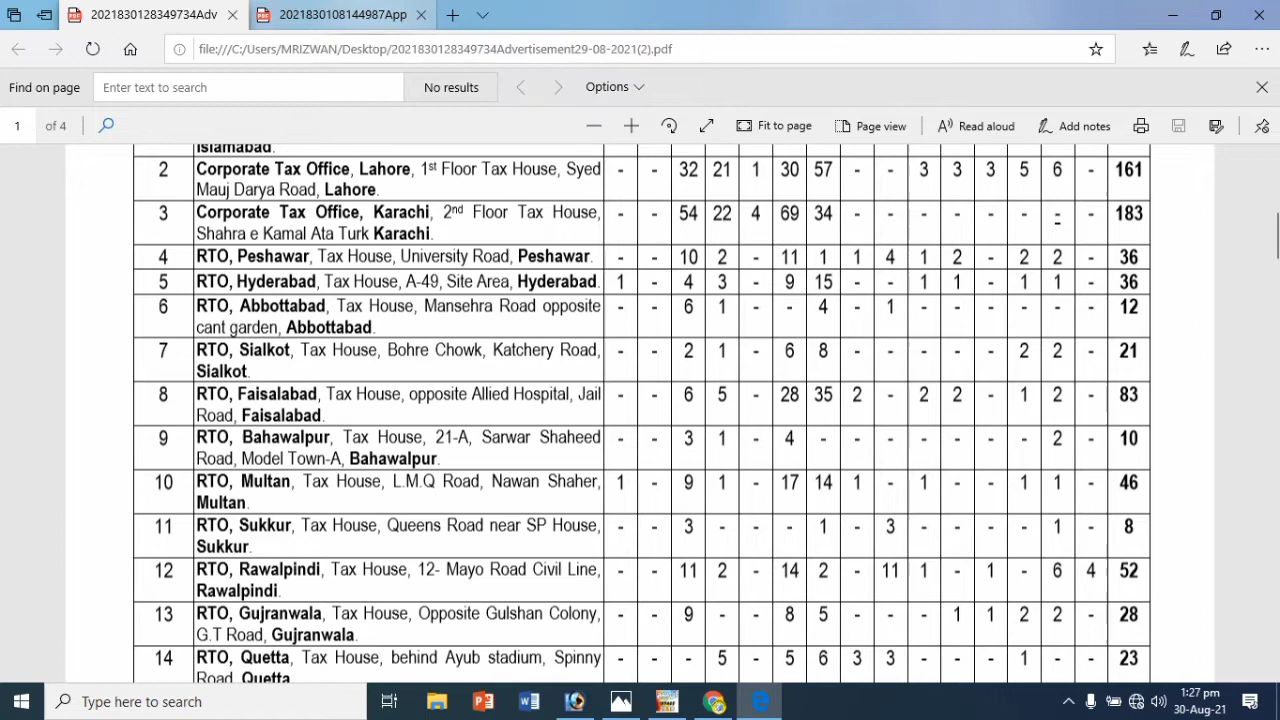 2021830128349734Adv
2021830108144987App
file:///C:/Users/MRIZWAN/Desktop/2021830128349734Advertisement29-08-2021(2).pdf
Find on page
Enter text to search
No results
Options
1 of 4
Fit to page
Page view
Read aloud
Add notes
Islamabad.
2 Corporate Tax Office, Lahore, 1st Floor Tax House, Syed - - 32 21 1 30 57 - - 3 3 3 5 6 - 161
Mauj Darya Road, Lahore.
3 Corporate Tax Office, Karachi, 2nd Floor Tax House, - - 54 22 4 69 34 - - - - - - - - 183
Shahra e Kamal Ata Turk Karachi.
4 RTO, Peshawar, Tax House, University Road, Peshawar. - - 10 2 - 11 1 1 4 1 2 - 2 2 - 36
5 RTO, Hyderabad, Tax House, A-49, Site Area, Hyderabad. 1 - 4 3 - 9 15 - - 1 1 - 1 1 - 36
6 RTO, Abbottabad, Tax House, Mansehra Road opposite - - 6 1 - - 4 - 1 - - - - - - 12
cant garden, Abbottabad.
7 RTO, Sialkot, Tax House, Bohre Chowk, Katchery Road, - - 2 1 - 6 8 - - - - - 2 2 - 21
Sialkot.
8 RTO, Faisalabad, Tax House, opposite Allied Hospital, Jail - - 6 5 - 28 35 2 - 2 2 - 1 2 - 83
Road, Faisalabad.
9 RTO, Bahawalpur, Tax House, 21-A, Sarwar Shaheed - - 3 1 - 4 - - - - - - - 2 - 10
Road, Model Town-A, Bahawalpur.
10 RTO, Multan, Tax House, L.M.Q Road, Nawan Shaher, 1 - 9 1 - 17 14 1 - 1 - - 1 1 - 46
Multan.
11 RTO, Sukkur, Tax House, Queens Road near SP House, - - 3 - - - 1 - 3 - - - - 1 - 8
Sukkur.
12 RTO, Rawalpindi, Tax House, 12- Mayo Road Civil Line, - - 11 2 - 14 2 - 11 1 - 1 - 6 4 52
Rawalpindi.
13 RTO, Gujranwala, Tax House, Opposite Gulshan Colony, - - 9 - - 8 5 - - - 1 1 2 2 - 28
G.T Road, Gujranwala.
14 RTO, Quetta, Tax House, behind Ayub stadium, Spinny - - - 5 - 5 6 3 3 - - - 1 - - 23
Road, Quetta.
Type here to search
1:27 pm
30-Aug-21